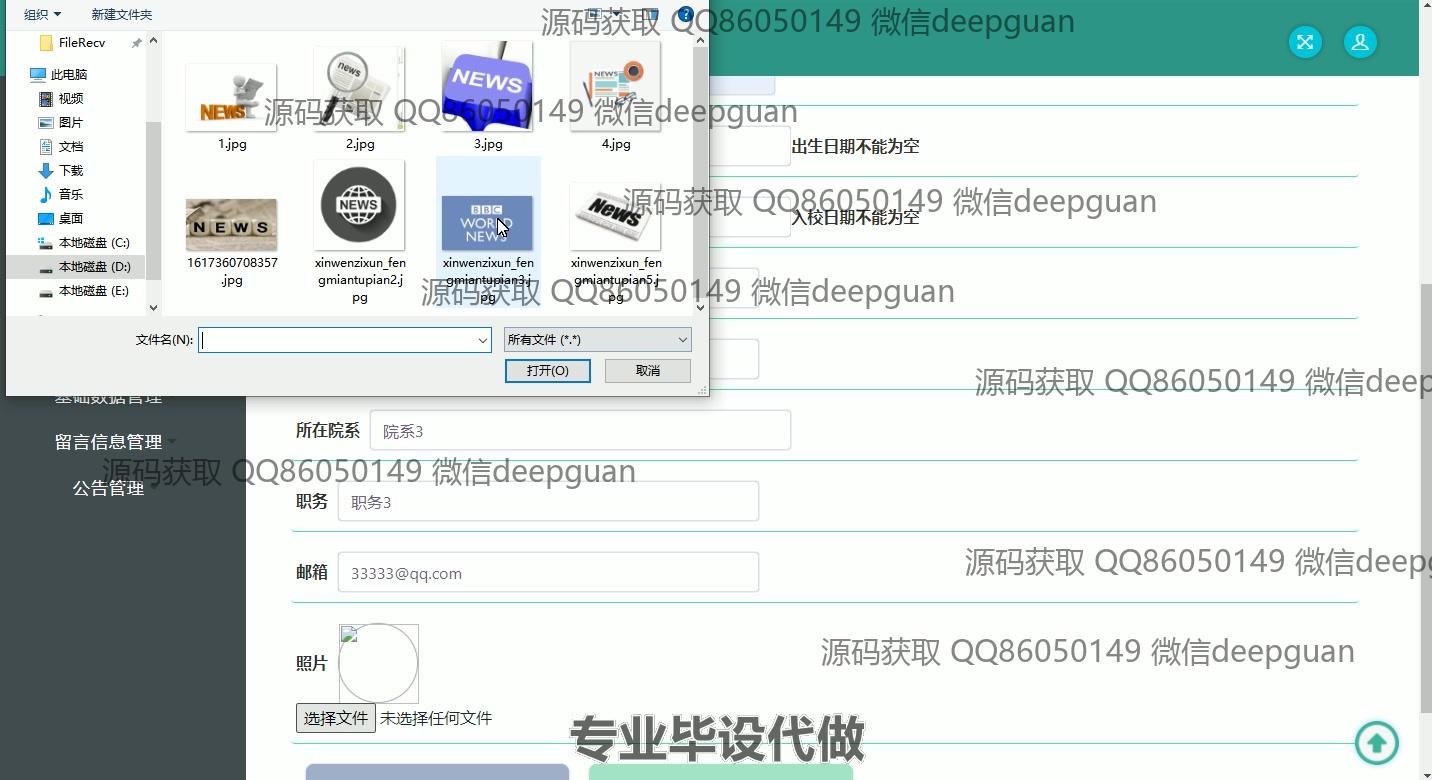 组织 新建文件夹
FileRecv
此电脑
视频
图片
文档
下载
音乐
桌面
本地磁盘 (C:)
本地磁盘 (D:)
本地磁盘 (E:)
NEWS
news
NEWS
NEWS
1.jpg
2.jpg
3.jpg
4.jpg
NEWS
NEWS
BBC
WORLD
NEWS
News
1617360708357
.jpg
xinwenzixun_fen
gmiantupian2.j
pg
xinwenzixun_fen
gmiantupian3.j
pg
xinwenzixun_fen
gmiantupian5.j
pg
文件名(N):
所有文件 (*.*)
打开(O)
取消
源码获取 QQ86050149 微信deepguan
源码获取 QQ86050149 微信deepguan
出生日期不能为空
源码获取 QQ86050149 微信deepguan
入校日期不能为空
源码获取 QQ86050149 微信deepguan
源码获取 QQ86050149 微信deep
基础数据管理
留言信息管理
公告管理
所在院系 院系3
源码获取 QQ86050149 微信deepguan
职务 职务3
邮箱 33333@qq.com
源码获取 QQ86050149 微信deep
源码获取 QQ86050149 微信deepguan
照片
选择文件 未选择任何文件
专业毕设代做